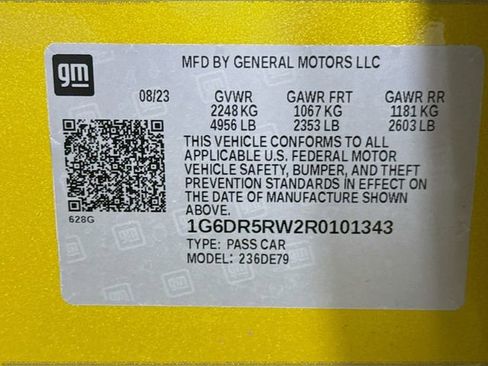 gm
MFD BY GENERAL MOTORS LLC
08/23 GVWR GAWR FRT GAWR RR
2248 KG 1067 KG 1181 KG
4956 LB 2353 LB 2603 LB
THIS VEHICLE CONFORMS TO ALL
APPLICABLE U.S. FEDERAL MOTOR
VEHICLE SAFETY, BUMPER, AND THEFT
PREVENTION STANDARDS IN EFFECT ON
THE DATE OF MANUFACTURE SHOWN
ABOVE.
628G
1G6DR5RW2R0101343
TYPE: PASS CAR
MODEL: 236DE79